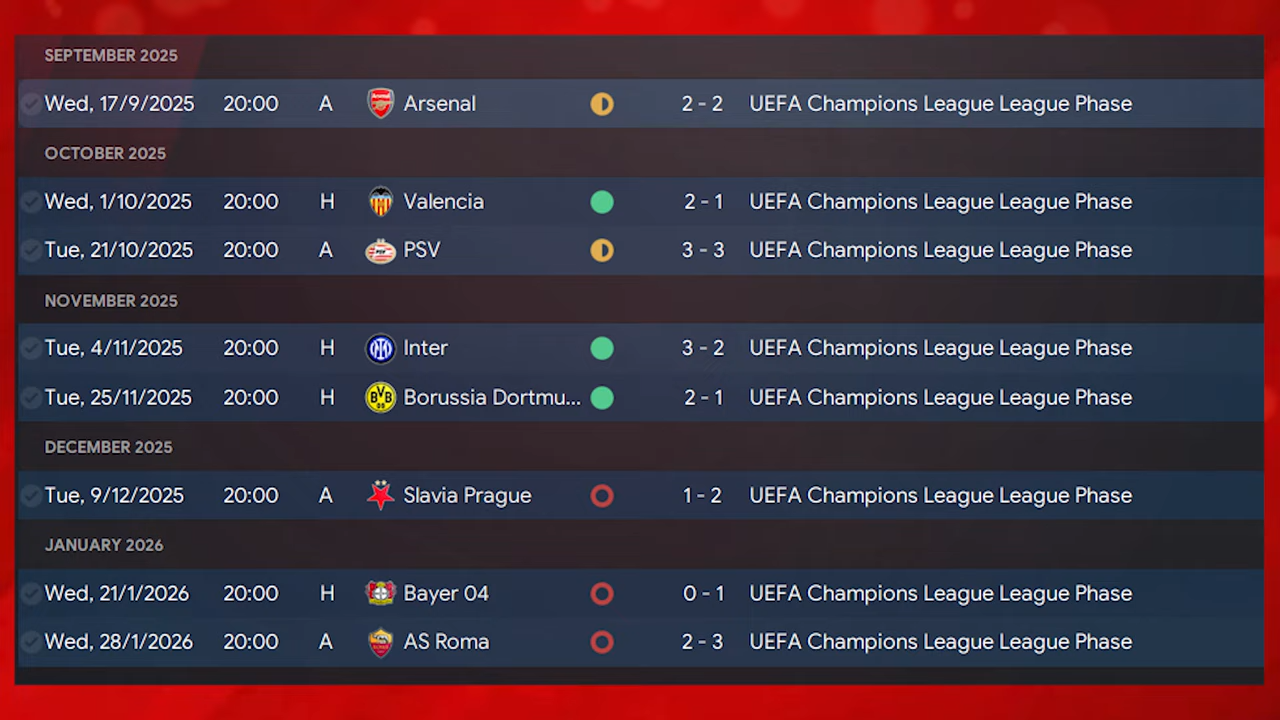 SEPTEMBER 2025
Wed, 17/9/2025 20:00 A Arsenal 2 - 2 UEFA Champions League League Phase
OCTOBER 2025
Wed, 1/10/2025 20:00 H Valencia 2 - 1 UEFA Champions League League Phase
Tue, 21/10/2025 20:00 A PSV 3 - 3 UEFA Champions League League Phase
NOVEMBER 2025
Tue, 4/11/2025 20:00 H Inter 3 - 2 UEFA Champions League League Phase
Tue, 25/11/2025 20:00 H Borussia Dortmu... 2 - 1 UEFA Champions League League Phase
DECEMBER 2025
Tue, 9/12/2025 20:00 A Slavia Prague 1 - 2 UEFA Champions League League Phase
JANUARY 2026
Wed, 21/1/2026 20:00 H Bayer 04 0 - 1 UEFA Champions League League Phase
Wed, 28/1/2026 20:00 A AS Roma 2 - 3 UEFA Champions League League Phase